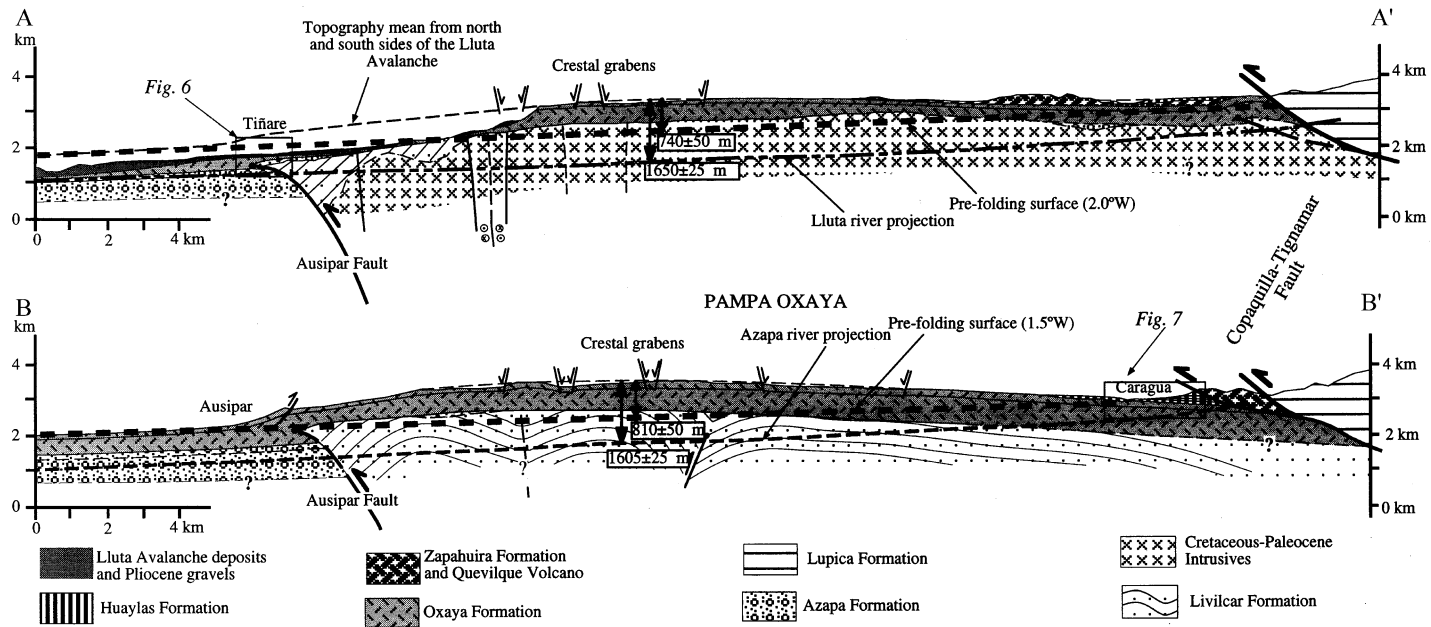 A
A'
km
Topography mean from north
and south sides of the Lluta
Avalanche
Crestal grabens
4
4 km
Fig. 6
Tiñare
2
2 km
740±50 m
1650±25 m
?
?
Pre-folding surface (2.0ºW)
Lluta river projection
0
0 km
0
2
4 km
Ausipar Fault
Copaquilla-Tignamar
Fault
B
B'
km
PAMPA OXAYA
Azapa river projection
Pre-folding surface (1.5ºW)
Fig. 7
Crestal grabens
4
4 km
Caragua
Ausipar
2
2 km
810±50 m
1605±25 m
?
?
?
Ausipar Fault
0
0 km
0
2
4 km
Lluta Avalanche deposits
and Pliocene gravels
Zapahuira Formation
and Quevilque Volcano
Lupica Formation
Cretaceous-Paleocene
Intrusives
Huaylas Formation
Oxaya Formation
Azapa Formation
Livilcar Formation